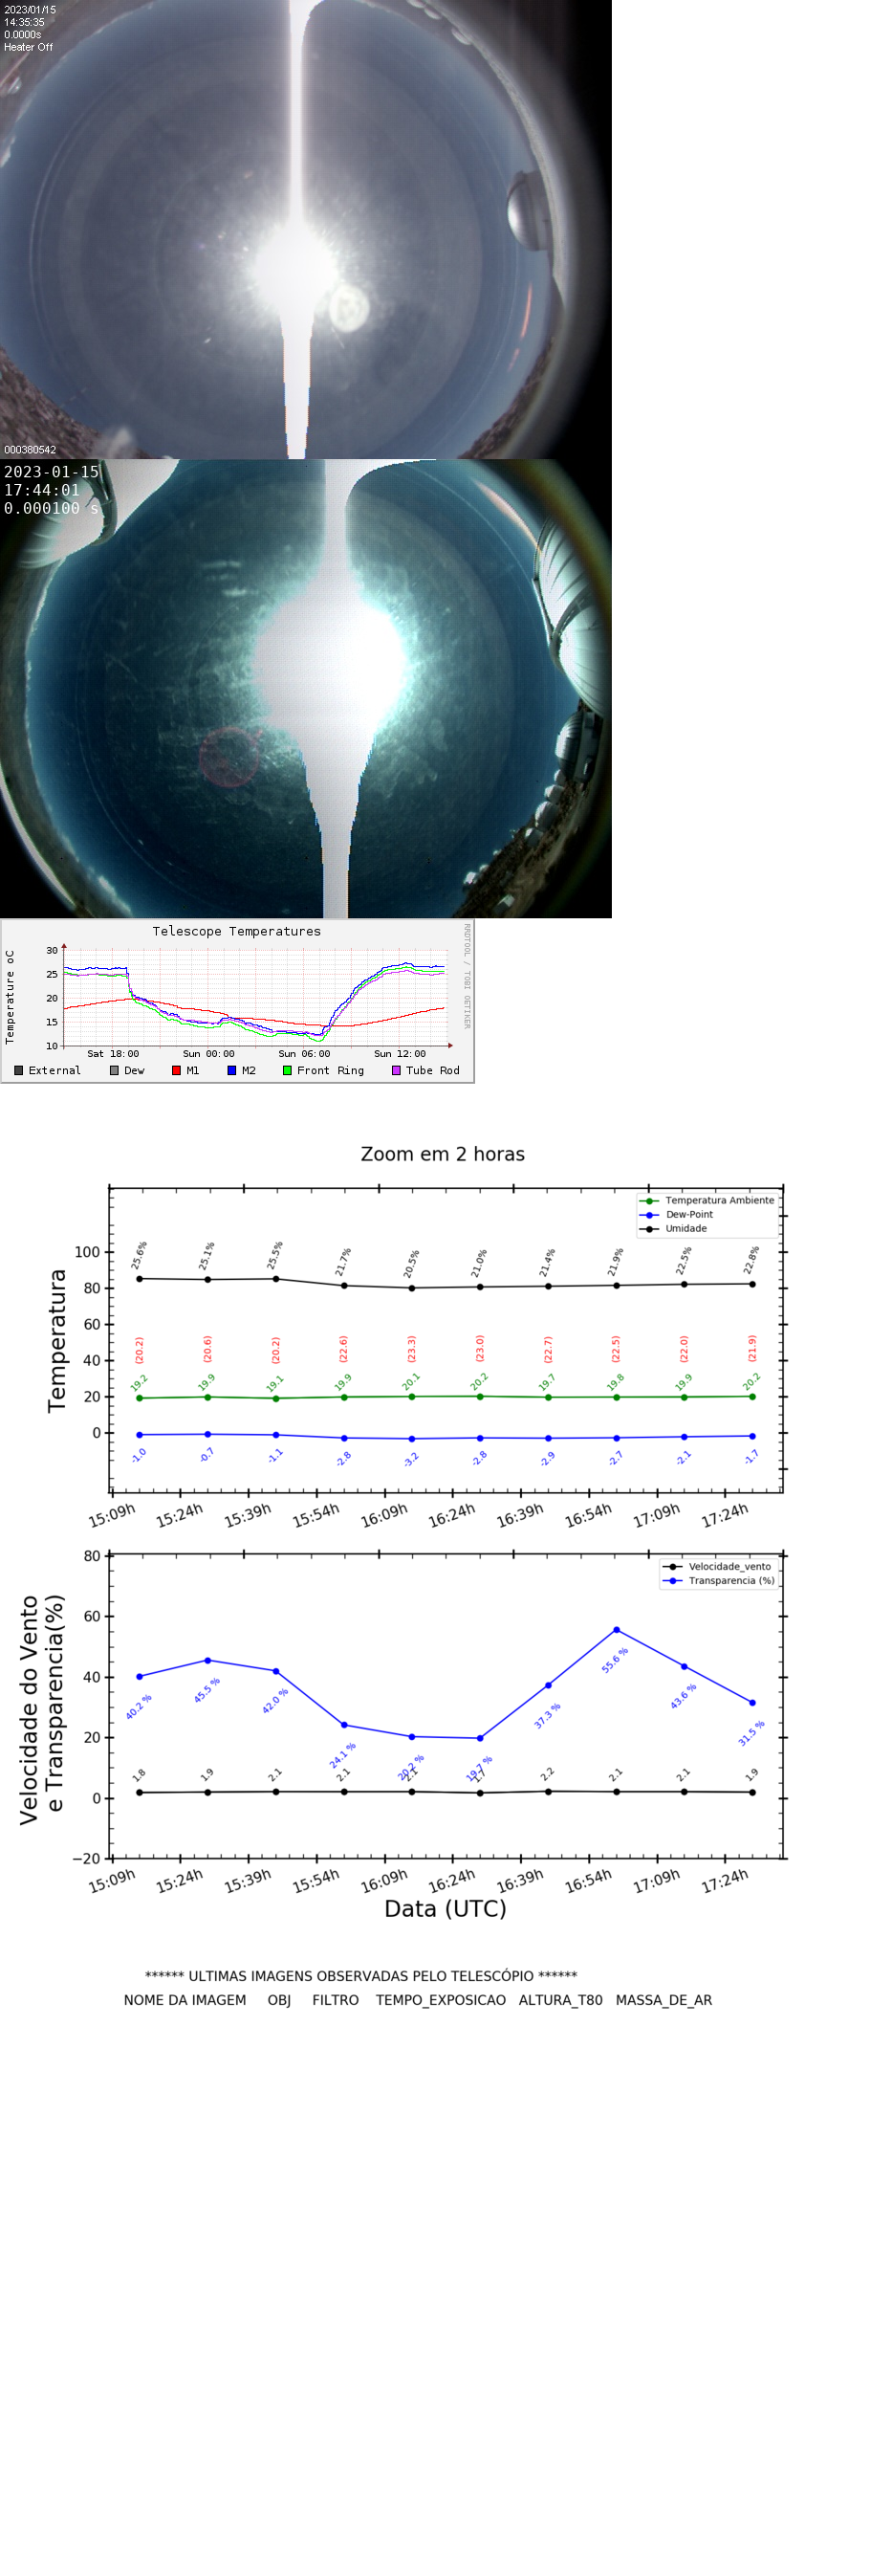 2023/01/15
14:35:35
0.0000s
Heater Off
000380542
2023-01-15
17:44:01
0.000100 s
Telescope Temperatures
RRDTOOL / TOBI OETIKER
Temperature oC
30
25
20
15
10
Sat 18:00 Sun 00:00 Sun 06:00 Sun 12:00
External Dew M1 M2 Front Ring Tube Rod
Zoom em 2 horas
Temperatura Ambiente
Dew-Point
Umidade
Temperatura
100
80
60
40
20
0
25.6% 25.1% 25.5% 21.7% 20.5% 21.0% 21.4% 21.9% 22.5% 22.8%
(20.2) (20.6) (20.2) (22.6) (23.3) (23.0) (22.7) (22.5) (22.0) (21.9)
19.2 19.9 19.1 19.9 20.1 20.2 19.7 19.8 19.9 20.2
-1.0 -0.7 -1.1 -2.8 -3.2 -2.8 -2.9 -2.7 -2.1 -1.7
15:09h 15:24h 15:39h 15:54h 16:09h 16:24h 16:39h 16:54h 17:09h 17:24h
Velocidade_vento
Transparencia (%)
Velocidade do Vento
e Transparencia(%)
80
60
40
20
0
−20
40.2 % 45.5 % 42.0 % 24.1 % 20.2 % 19.7 % 37.3 % 55.6 % 43.6 % 31.5 %
1.8 1.9 2.1 2.1 2.1 1.7 2.2 2.1 2.1 1.9
15:09h 15:24h 15:39h 15:54h 16:09h 16:24h 16:39h 16:54h 17:09h 17:24h
Data (UTC)
****** ULTIMAS IMAGENS OBSERVADAS PELO TELESCÓPIO ******
NOME DA IMAGEM OBJ FILTRO TEMPO_EXPOSICAO ALTURA_T80 MASSA_DE_AR